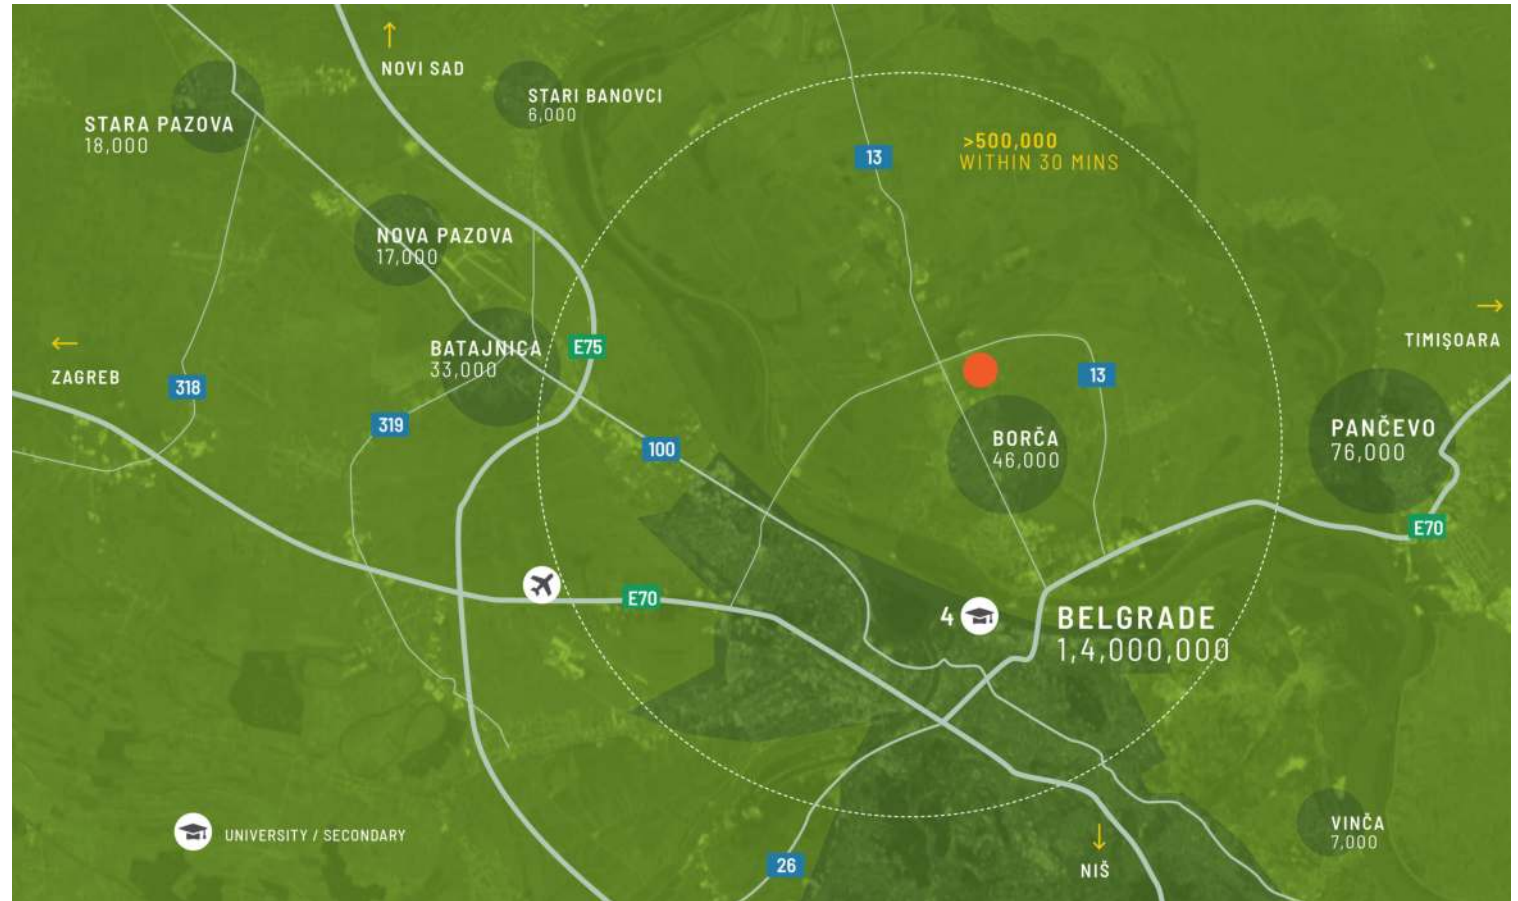 NOVI SAD
STARI BANOVCI
6,000
STARA PAZOVA
18,000
13
>500,000
WITHIN 30 MINS
NOVA PAZOVA
17,000
BATAJNICA
33,000
E75
TIMIŞOARA
ZAGREB
318
13
319
100
BORČA
46,000
PANČEVO
76,000
E70
E70
4
BELGRADE
1,4,000,000
UNIVERSITY / SECONDARY
26
NIŠ
VINČA
7,000